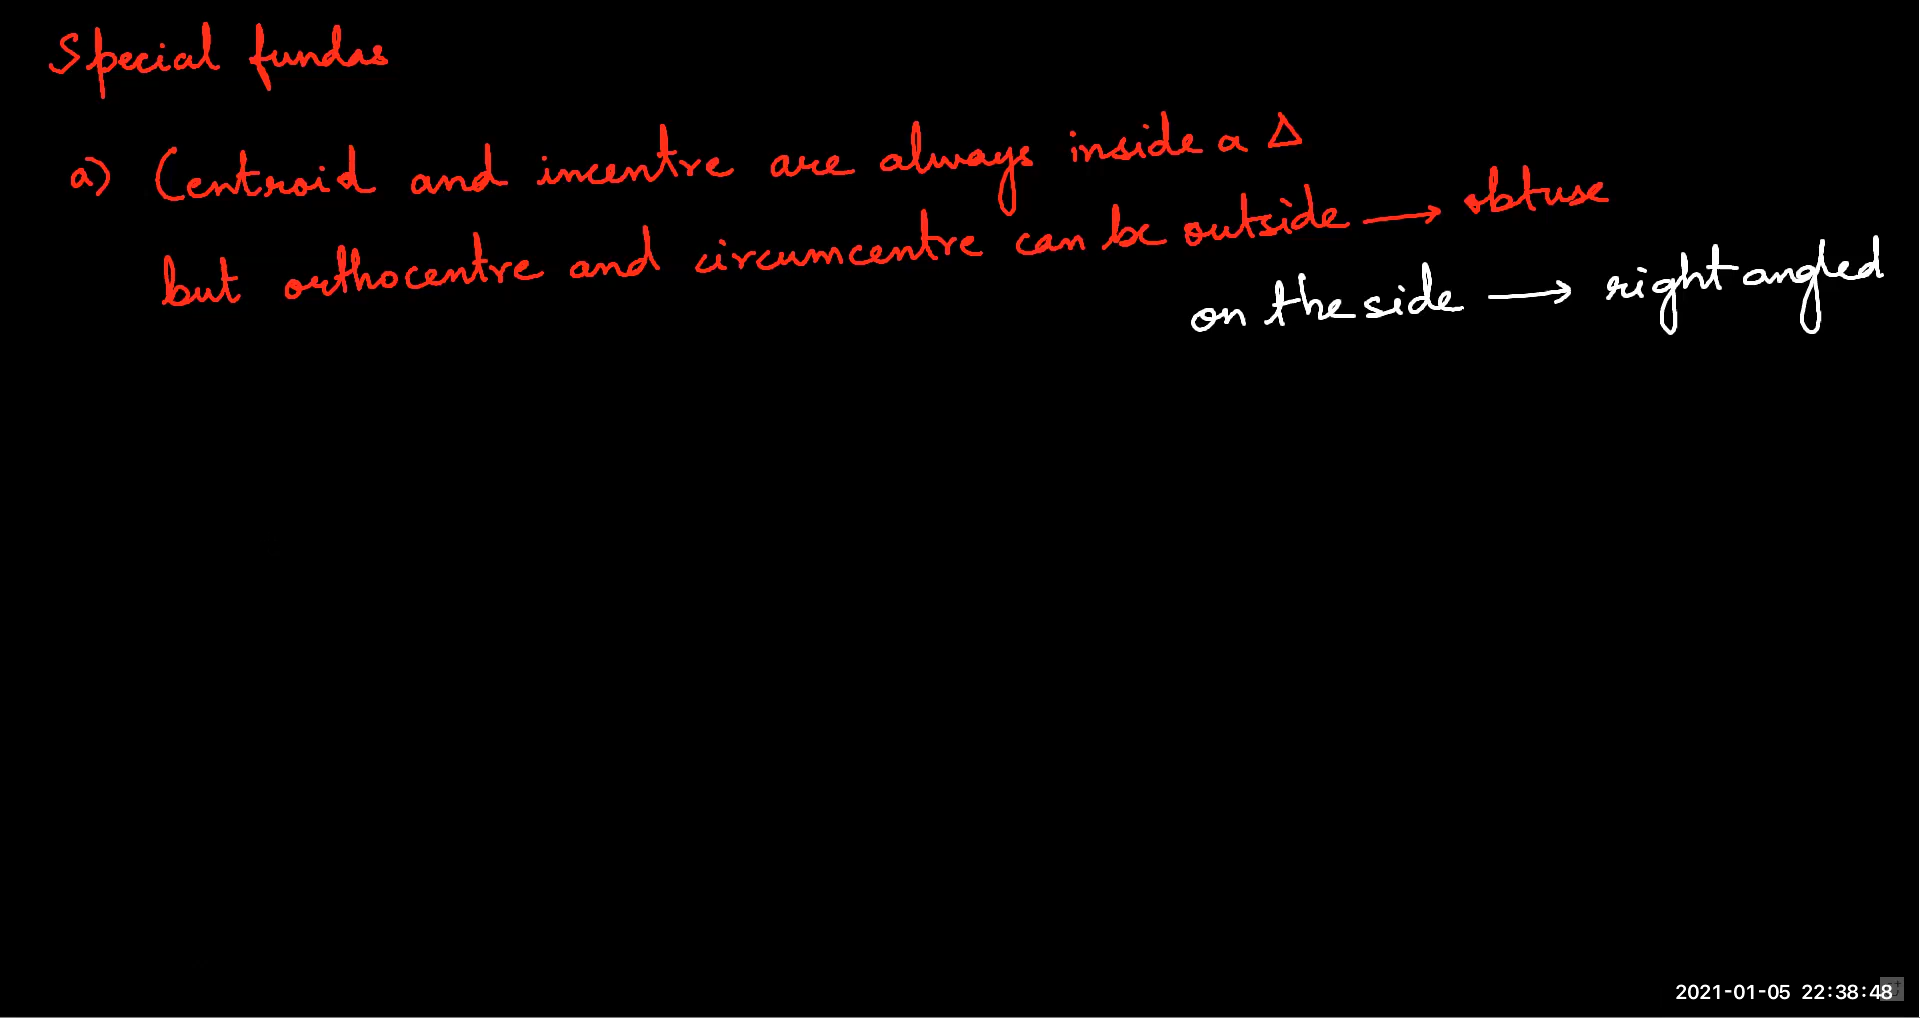 Special fundas
a) Centroid and incentre are always inside a Δ
but orthocentre and circumcentre can be outside → obtuse
on the side → right angled
2021-01-05 22:38:48